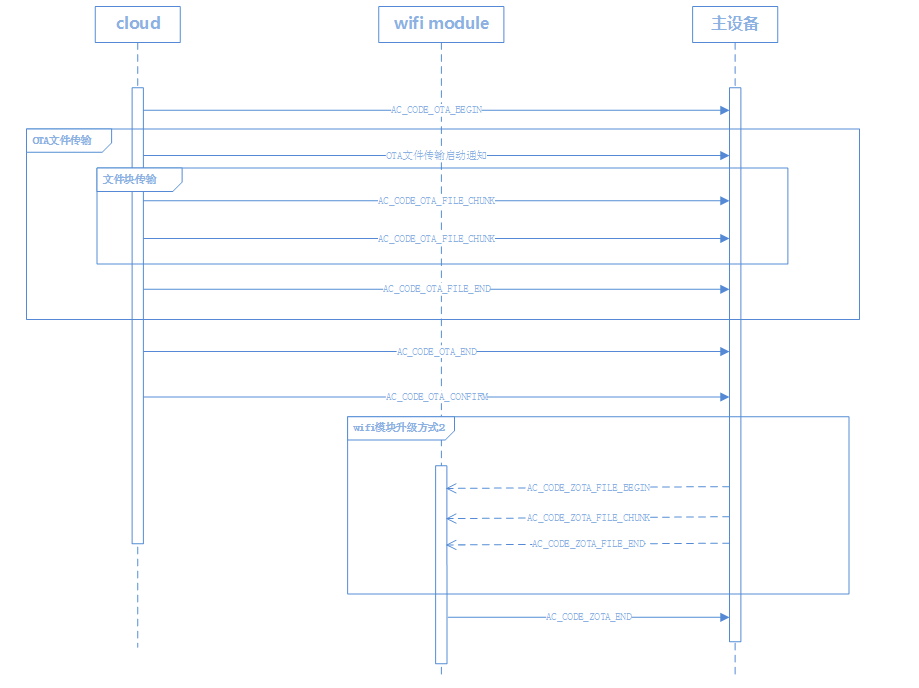 cloud
wifi module
主设备
AC_CODE_OTA_BEGIN
OTA文件传输
OTA文件传输启动通知
文件块传输
AC_CODE_OTA_FILE_CHUNK
AC_CODE_OTA_FILE_CHUNK
AC_CODE_OTA_FILE_END
AC_CODE_OTA_END
AC_CODE_OTA_CONFIRM
wifi模块升级方式2
AC_CODE_ZOTA_FILE_BEGIN
AC_CODE_ZOTA_FILE_CHUNK
AC_CODE_ZOTA_FILE_END
AC_CODE_ZOTA_END